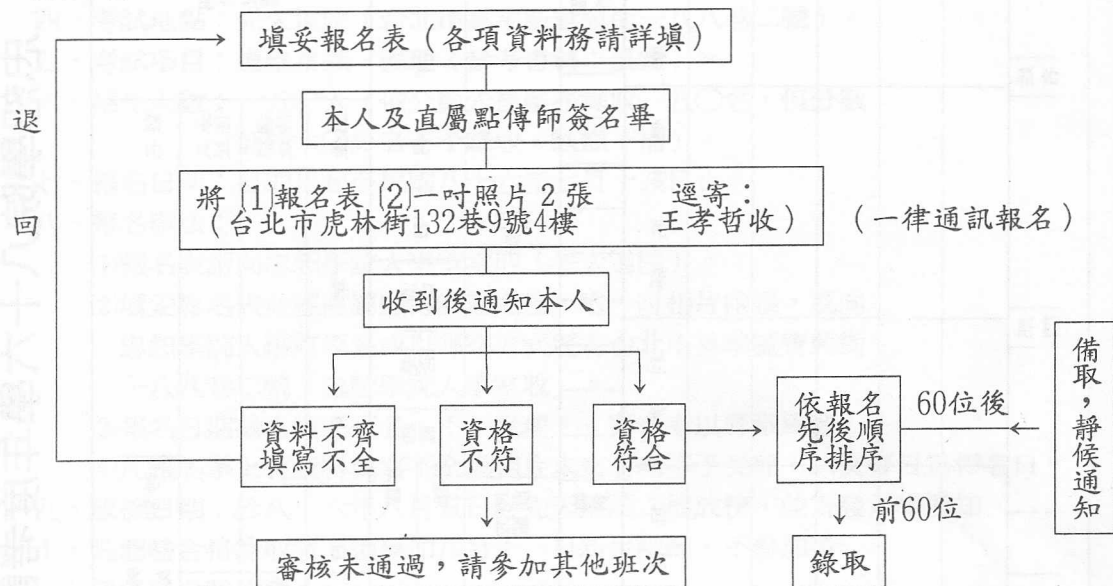 填妥報名表(各項資料務請詳填)
退回
本人及直屬點傳師簽名畢
將 (1)報名表 (2)一吋照片 2 張 逕寄：
(台北市虎林街132巷9號4樓 王孝哲收)
(一律通訊報名)
收到後通知本人
資料不齊
填寫不全
資格
不符
資格
符合
依報名
先後順
序排序
60位後
備取，靜候通知
前60位
審核未通過，請參加其他班次
錄取